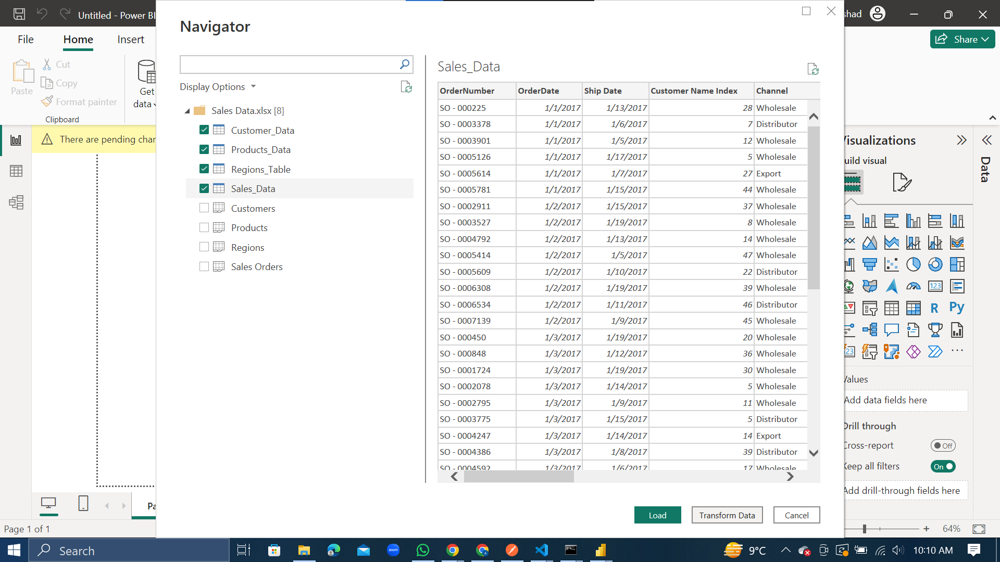 Untitled - Power BI
shad
File
Home
Insert
Share
Paste
Cut
Copy
Format painter
Clipboard
Get
data
There are pending char
Navigator
Display Options
Sales Data.xlsx [8]
Customer_Data
Products_Data
Regions_Table
Sales_Data
Customers
Products
Regions
Sales Orders
Sales_Data
OrderNumber OrderDate Ship Date Customer Name Index Channel
SO - 000225 1/1/2017 1/13/2017 28 Wholesale
SO - 0003378 1/1/2017 1/6/2017 7 Distributor
SO - 0003901 1/1/2017 1/5/2017 12 Wholesale
SO - 0005126 1/1/2017 1/17/2017 5 Wholesale
SO - 0005614 1/1/2017 1/7/2017 27 Export
SO - 0005781 1/1/2017 1/15/2017 44 Wholesale
SO - 0002911 1/2/2017 1/15/2017 37 Wholesale
SO - 0003527 1/2/2017 1/19/2017 8 Wholesale
SO - 0004792 1/2/2017 1/13/2017 14 Wholesale
SO - 0005414 1/2/2017 1/5/2017 47 Wholesale
SO - 0005609 1/2/2017 1/10/2017 22 Distributor
SO - 0006308 1/2/2017 1/19/2017 39 Wholesale
SO - 0006534 1/2/2017 1/11/2017 46 Distributor
SO - 0007139 1/2/2017 1/9/2017 45 Wholesale
SO - 000450 1/3/2017 1/19/2017 20 Wholesale
SO - 000848 1/3/2017 1/12/2017 36 Wholesale
SO - 0001724 1/3/2017 1/19/2017 30 Wholesale
SO - 0002078 1/3/2017 1/14/2017 5 Wholesale
SO - 0002795 1/3/2017 1/9/2017 11 Wholesale
SO - 0003775 1/3/2017 1/15/2017 5 Distributor
SO - 0004247 1/3/2017 1/14/2017 14 Export
SO - 0004386 1/3/2017 1/8/2017 39 Distributor
SO - 0004592 1/3/2017 1/6/2017 17 Wholesale
Load
Transform Data
Cancel
isualizations
uild visual
Data
123
R
Py
123
Values
Add data fields here
Drill through
Cross-report
Off
Keep all filters
On
Add drill-through fields here
Pa
Page 1 of 1
64%
Search
zoom
9°C
10:10 AM